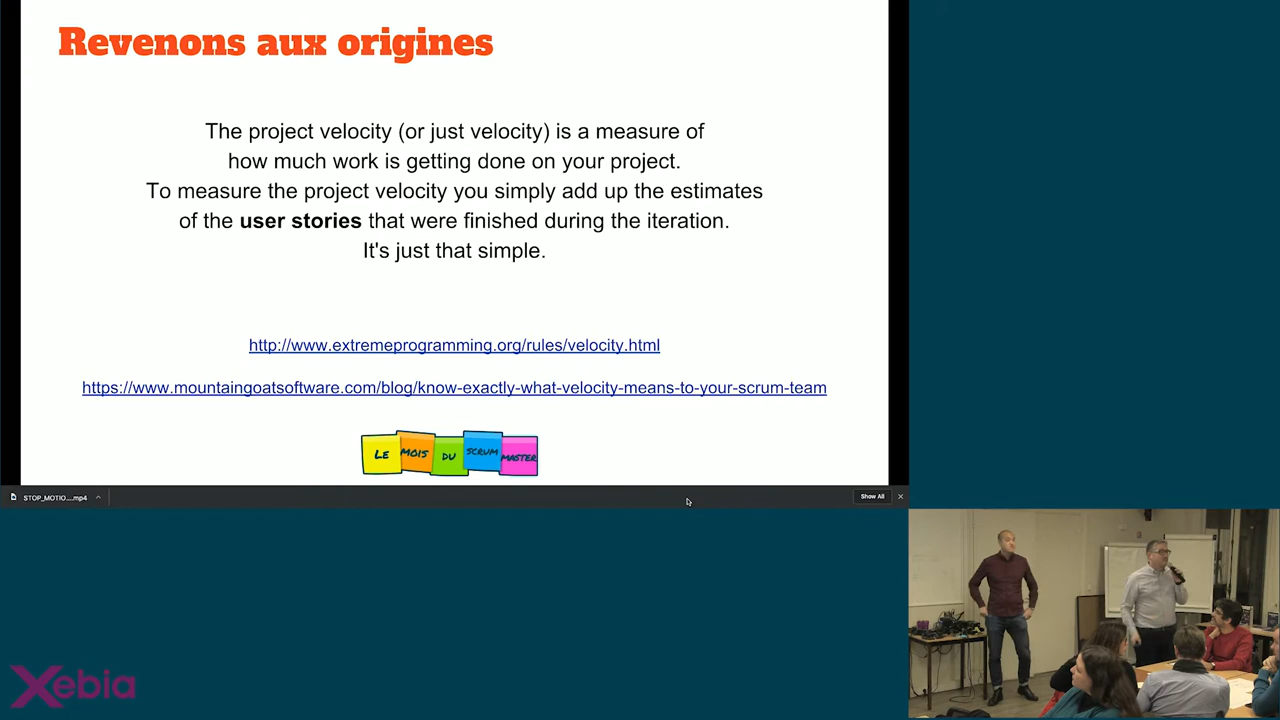 Revenons aux origines
The project velocity (or just velocity) is a measure of
how much work is getting done on your project.
To measure the project velocity you simply add up the estimates
of the user stories that were finished during the iteration.
It's just that simple.
http://www.extremeprogramming.org/rules/velocity.html
https://www.mountaingoatsoftware.com/blog/know-exactly-what-velocity-means-to-your-scrum-team
LE MOIS DU SCRUM MASTER
STOP_MOTIO....mp4
Show All
Xebia